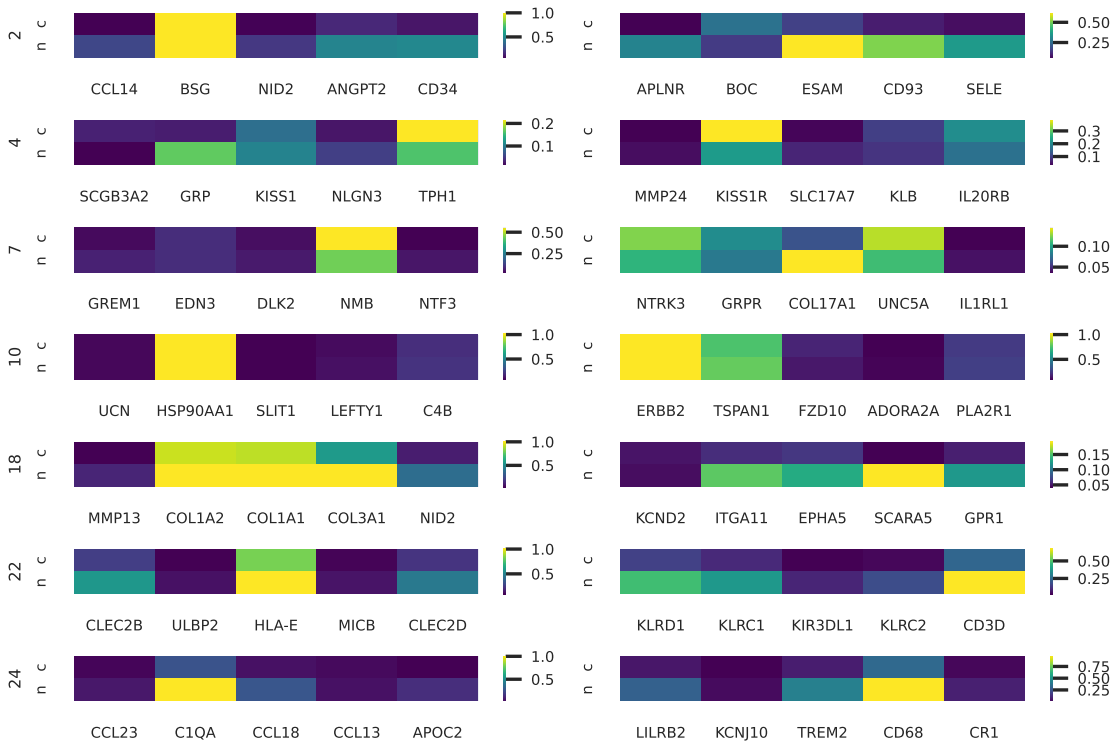 2 c n 1.0 0.5 c n 0.50 0.25
CCL14 BSG NID2 ANGPT2 CD34 APLNR BOC ESAM CD93 SELE
4 c n 0.2 0.1 c n 0.3 0.2 0.1
SCGB3A2 GRP KISS1 NLGN3 TPH1 MMP24 KISS1R SLC17A7 KLB IL20RB
7 c n 0.50 0.25 c n 0.10 0.05
GREM1 EDN3 DLK2 NMB NTF3 NTRK3 GRPR COL17A1 UNC5A IL1RL1
10 c n 1.0 0.5 c n 1.0 0.5
UCN HSP90AA1 SLIT1 LEFTY1 C4B ERBB2 TSPAN1 FZD10 ADORA2A PLA2R1
18 c n 1.0 0.5 c n 0.15 0.10 0.05
MMP13 COL1A2 COL1A1 COL3A1 NID2 KCND2 ITGA11 EPHA5 SCARA5 GPR1
22 c n 1.0 0.5 c n 0.50 0.25
CLEC2B ULBP2 HLA-E MICB CLEC2D KLRD1 KLRC1 KIR3DL1 KLRC2 CD3D
24 c n 1.0 0.5 c n 0.75 0.50 0.25
CCL23 C1QA CCL18 CCL13 APOC2 LILRB2 KCNJ10 TREM2 CD68 CR1